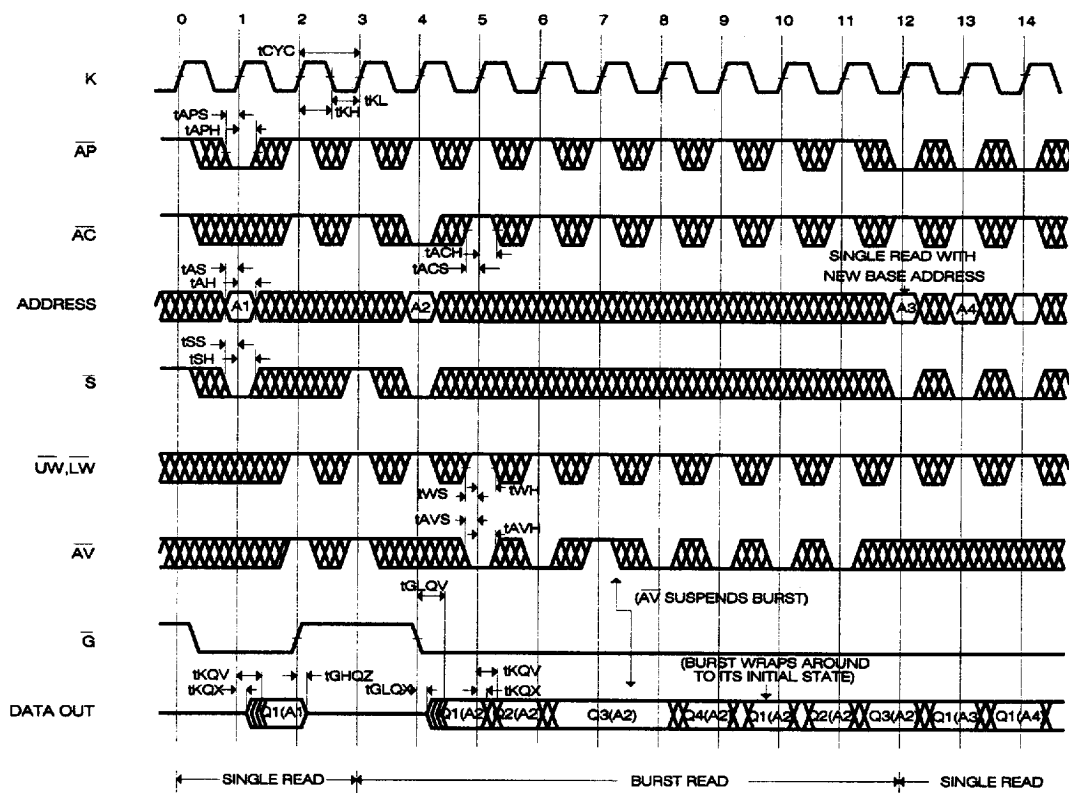 0 1 2 3 4 5 6 7 8 9 10 11 12 13 14
tCYC
K
tKL
tKH
tAPS
tAPH
AP
AC
tACH
tACS
SINGLE READ WITH
NEW BASE ADDRESS
tAS
tAH
ADDRESS
A1 A2 A3 A4
tSS
tSH
S
UW,LW
tWS
tWH
tAVS
tAVH
AV
tGLQV
(AV SUSPENDS BURST)
G
tKQV
tGHQZ
tKQX
tGLQX
tKQV
tKQX
(BURST WRAPS AROUND
TO ITS INITIAL STATE)
DATA OUT
Q1(A1 Q1(A2 Q2(A2 Q3(A2) Q4(A2 Q1(A2 Q2(A2 Q3(A2 Q1(A3 Q1(A4)
SINGLE READ BURST READ SINGLE READ